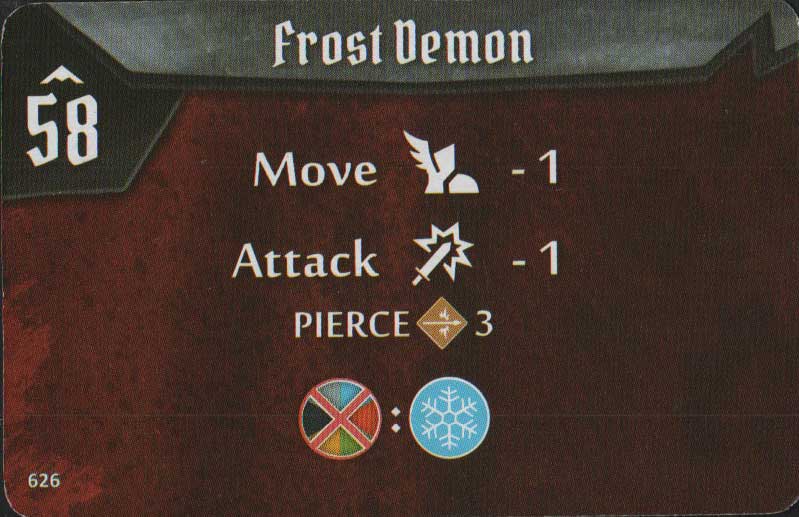 Frost Demon
58
Move - 1
Attack - 1
PIERCE 3
:
626